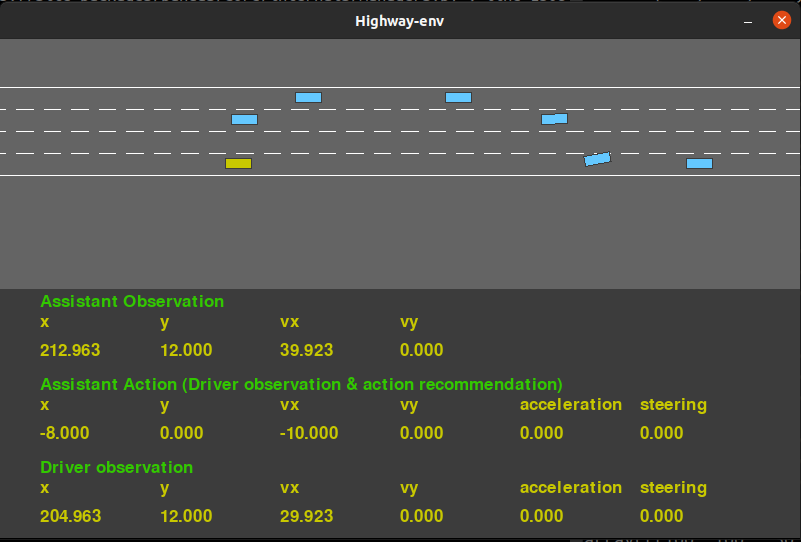 Highway-env
Assistant Observation
x y vx vy
212.963 12.000 39.923 0.000
Assistant Action (Driver observation & action recommendation)
x y vx vy acceleration steering
-8.000 0.000 -10.000 0.000 0.000 0.000
Driver observation
x y vx vy acceleration steering
204.963 12.000 29.923 0.000 0.000 0.000